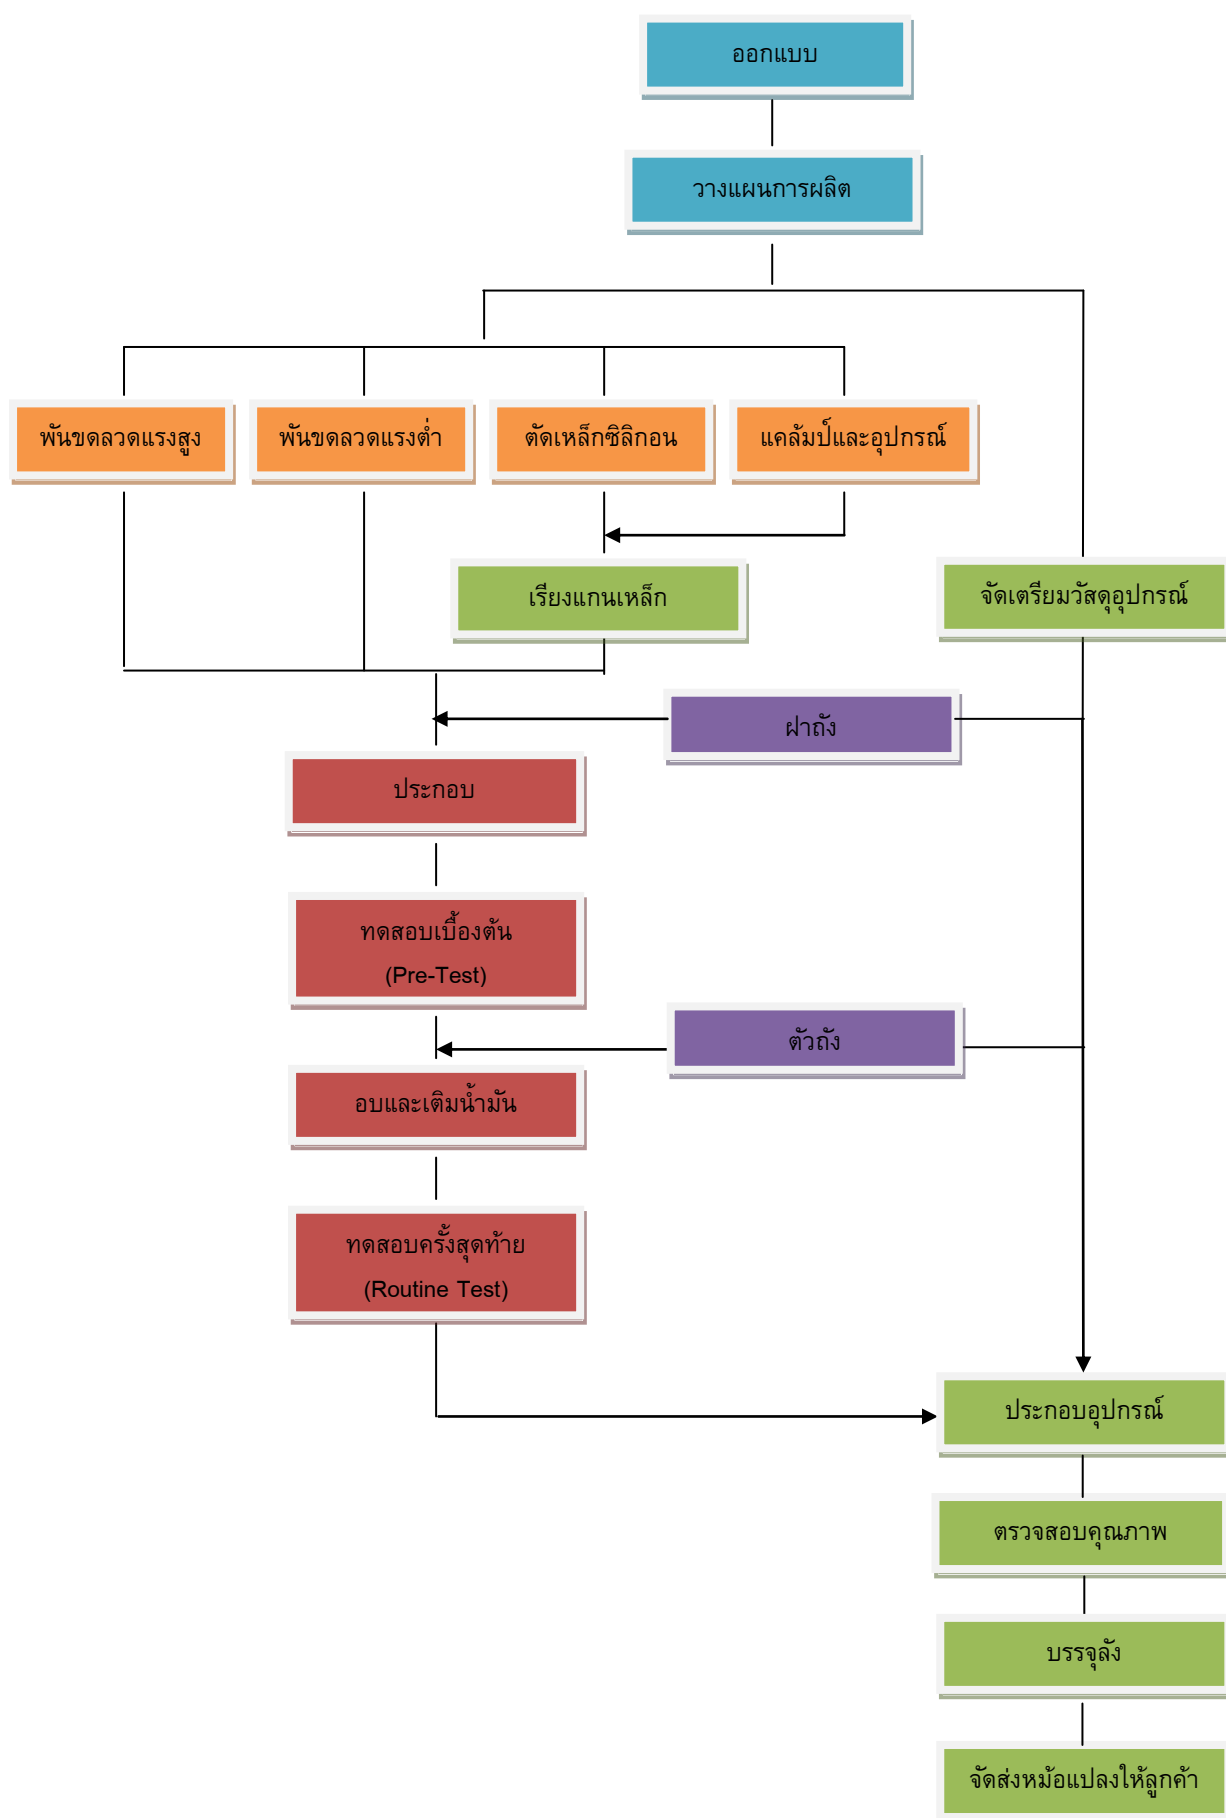 ออกแบบ
วางแผนการผลิต
พันขดลวดแรงสูง
พันขดลวดแรงต่ำ
ตัดเหล็กซิลิกอน
แคล้มป์และอุปกรณ์
เรียงแกนเหล็ก
จัดเตรียมวัสดุอุปกรณ์
ฝาถัง
ประกอบ
ทดสอบเบื้องต้น
(Pre-Test)
ตัวถัง
อบและเติมน้ำมัน
ทดสอบครั้งสุดท้าย
(Routine Test)
ประกอบอุปกรณ์
ตรวจสอบคุณภาพ
บรรจุลัง
จัดส่งหม้อแปลงให้ลูกค้า